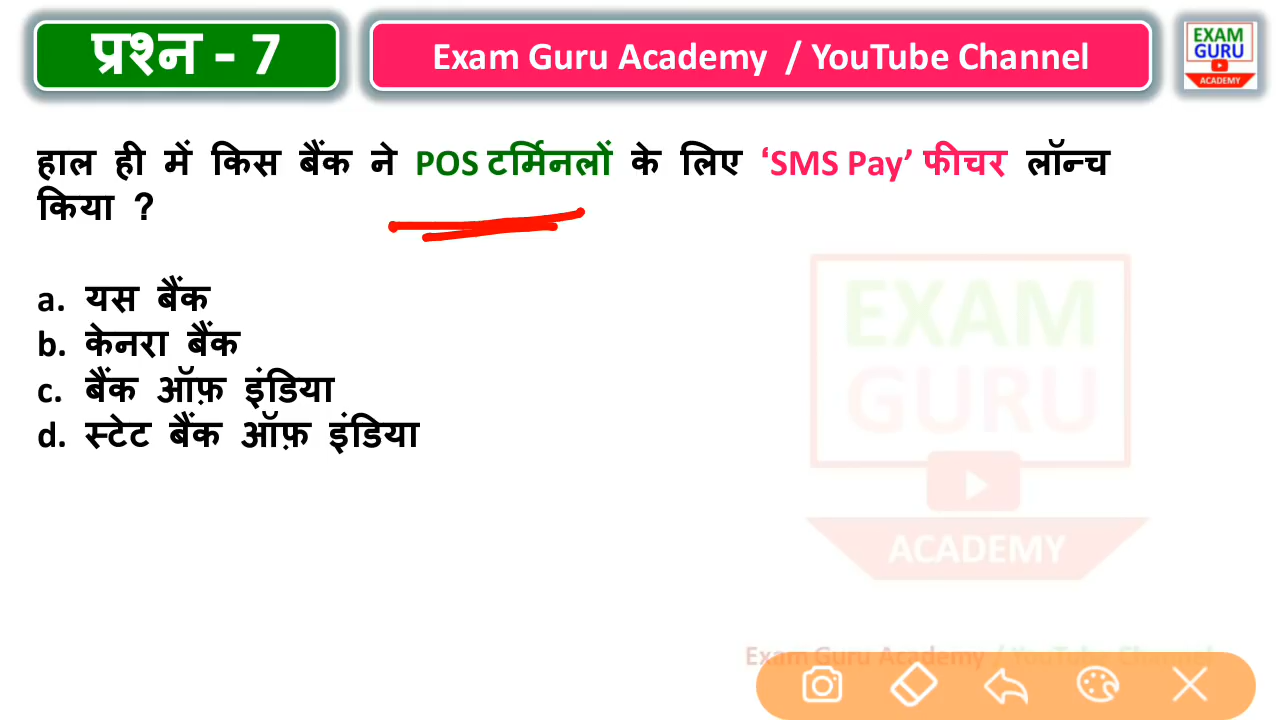 प्रश्न - 7
Exam Guru Academy / YouTube Channel
EXAM
GURU
ACADEMY
हाल ही में किस बैंक ने POS टर्मिनलों के लिए ‘SMS Pay’ फीचर लॉन्च
किया ?
a. यस बैंक
b. केनरा बैंक
c. बैंक ऑफ़ इंडिया
d. स्टेट बैंक ऑफ़ इंडिया
EXAM
GURU
ACADEMY
Exam Guru Academy / YouTube Channel